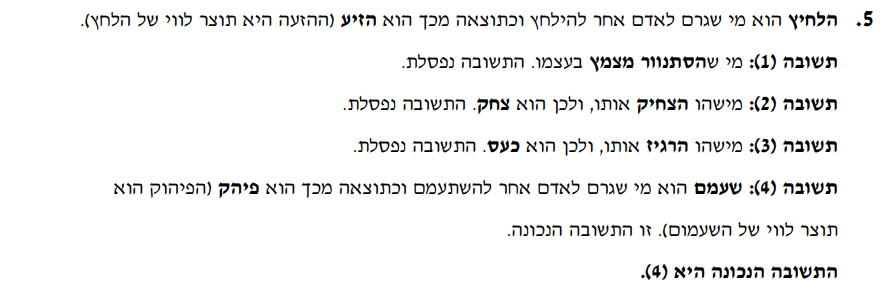 5. הלחיץ הוא מי שגרם לאדם אחר להילחץ וכתוצאה מכך הוא הזיע (ההזעה היא תוצר לווי של הלחץ).
תשובה (1): מי שהסתנוור מצמץ בעצמו. התשובה נפסלת.
תשובה (2): מישהו הצחיק אותו, ולכן הוא צחק. התשובה נפסלת.
תשובה (3): מישהו הרגיז אותו, ולכן הוא כעס. התשובה נפסלת.
תשובה (4): שעמם הוא מי שגרם לאדם אחר להשתעמם וכתוצאה מכך הוא פיהק (הפיהוק הוא
תוצר לווי של השעמום). זו התשובה הנכונה.
התשובה הנכונה היא (4).